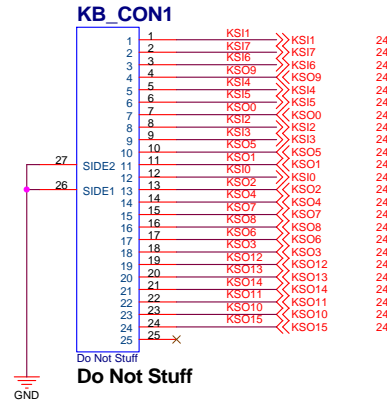 KB_CON1
1 1 KSI1 KSI1 24
2 2 KSI7 KSI7 24
3 3 KSI6 KSI6 24
4 4 KSO9 KSO9 24
5 5 KSI4 KSI4 24
6 6 KSI5 KSI5 24
7 7 KSO0 KSO0 24
8 8 KSI2 KSI2 24
9 9 KSI3 KSI3 24
10 10 KSO5 KSO5 24
27 SIDE2 11 11 KSO1 KSO1 24
12 12 KSI0 KSI0 24
26 SIDE1 13 13 KSO2 KSO2 24
14 14 KSO4 KSO4 24
15 15 KSO7 KSO7 24
16 16 KSO8 KSO8 24
17 17 KSO6 KSO6 24
18 18 KSO3 KSO3 24
19 19 KSO12 KSO12 24
20 20 KSO13 KSO13 24
21 21 KSO14 KSO14 24
22 22 KSO11 KSO11 24
23 23 KSO10 KSO10 24
24 24 KSO15 KSO15 24
25 25
Do Not Stuff
Do Not Stuff
GND